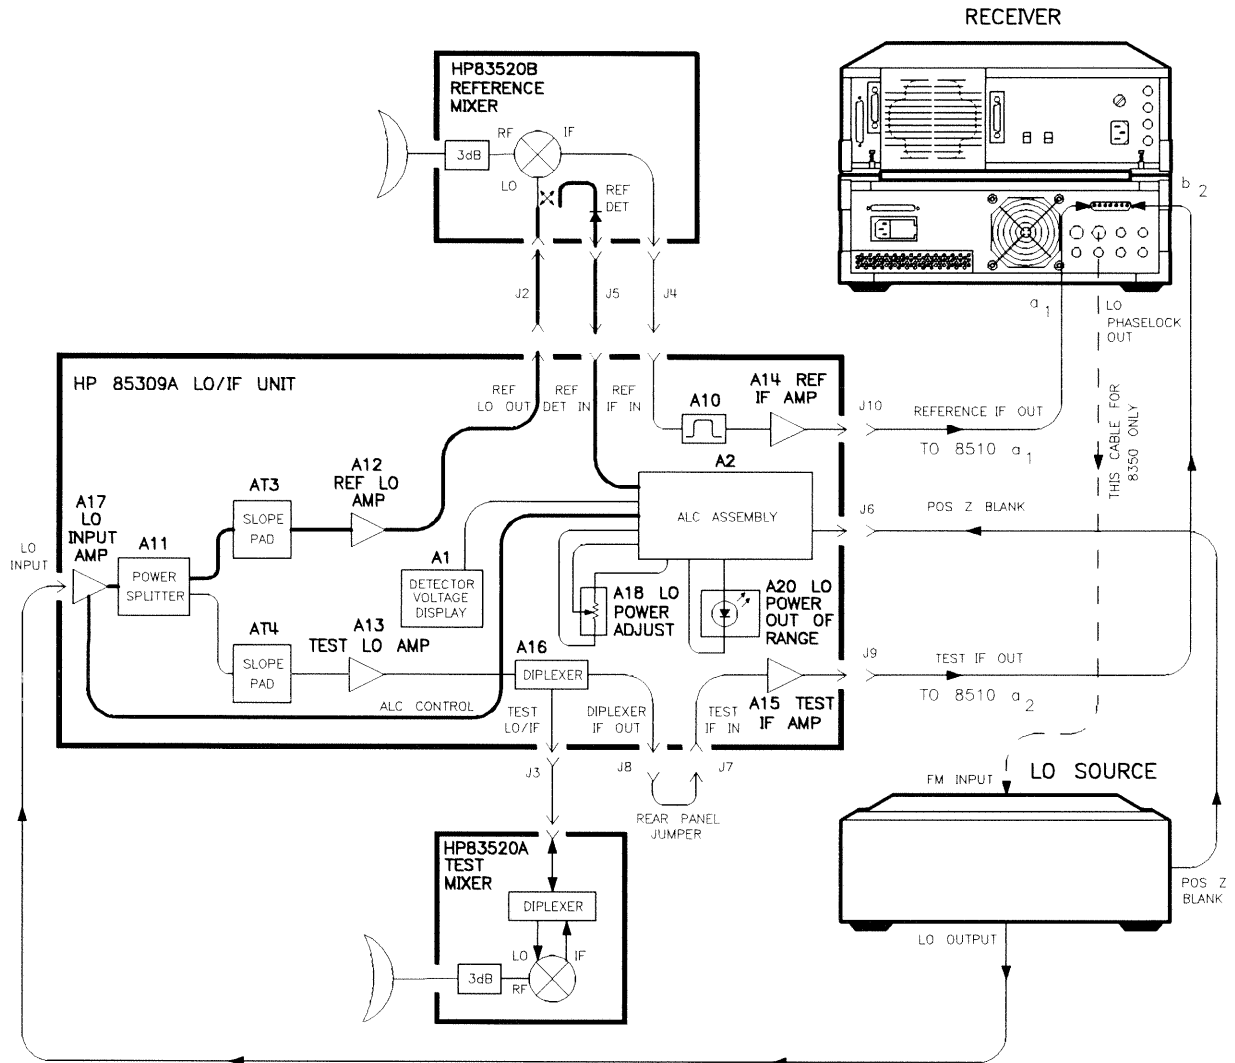 RECEIVER
HP83520B
REFERENCE
MIXER
RF
IF
3dB
LO
REF
DET
b 2
J2
J5
J4
a 1
LO
PHASELOCK
OUT
HP 85309A LO/IF UNIT
REF
LO OUT
REF
DET IN
REF
IF IN
A10
A14 REF
IF AMP
J10
REFERENCE IF OUT
TO 8510 a 1
THIS CABLE FOR
8350 ONLY
A17
LO
INPUT
AMP
LO
INPUT
A11
POWER
SPLITTER
AT3
SLOPE
PAD
A12
REF LO
AMP
A2
ALC ASSEMBLY
J6
POS Z BLANK
A1
DETECTOR
VOLTAGE
DISPLAY
A18 LO
POWER
ADJUST
A20 LO
POWER
OUT OF
RANGE
AT4
SLOPE
PAD
A13
TEST LO AMP
A16
DIPLEXER
J9
TEST IF OUT
TO 8510 a 2
ALC CONTROL
TEST
LO/IF
DIPLEXER
IF OUT
TEST
IF IN
A15 TEST
IF AMP
J3
J8
J7
REAR PANEL
JUMPER
FM INPUT
LO SOURCE
HP83520A
TEST
MIXER
DIPLEXER
LO
IF
3dB
RF
POS Z
BLANK
LO OUTPUT